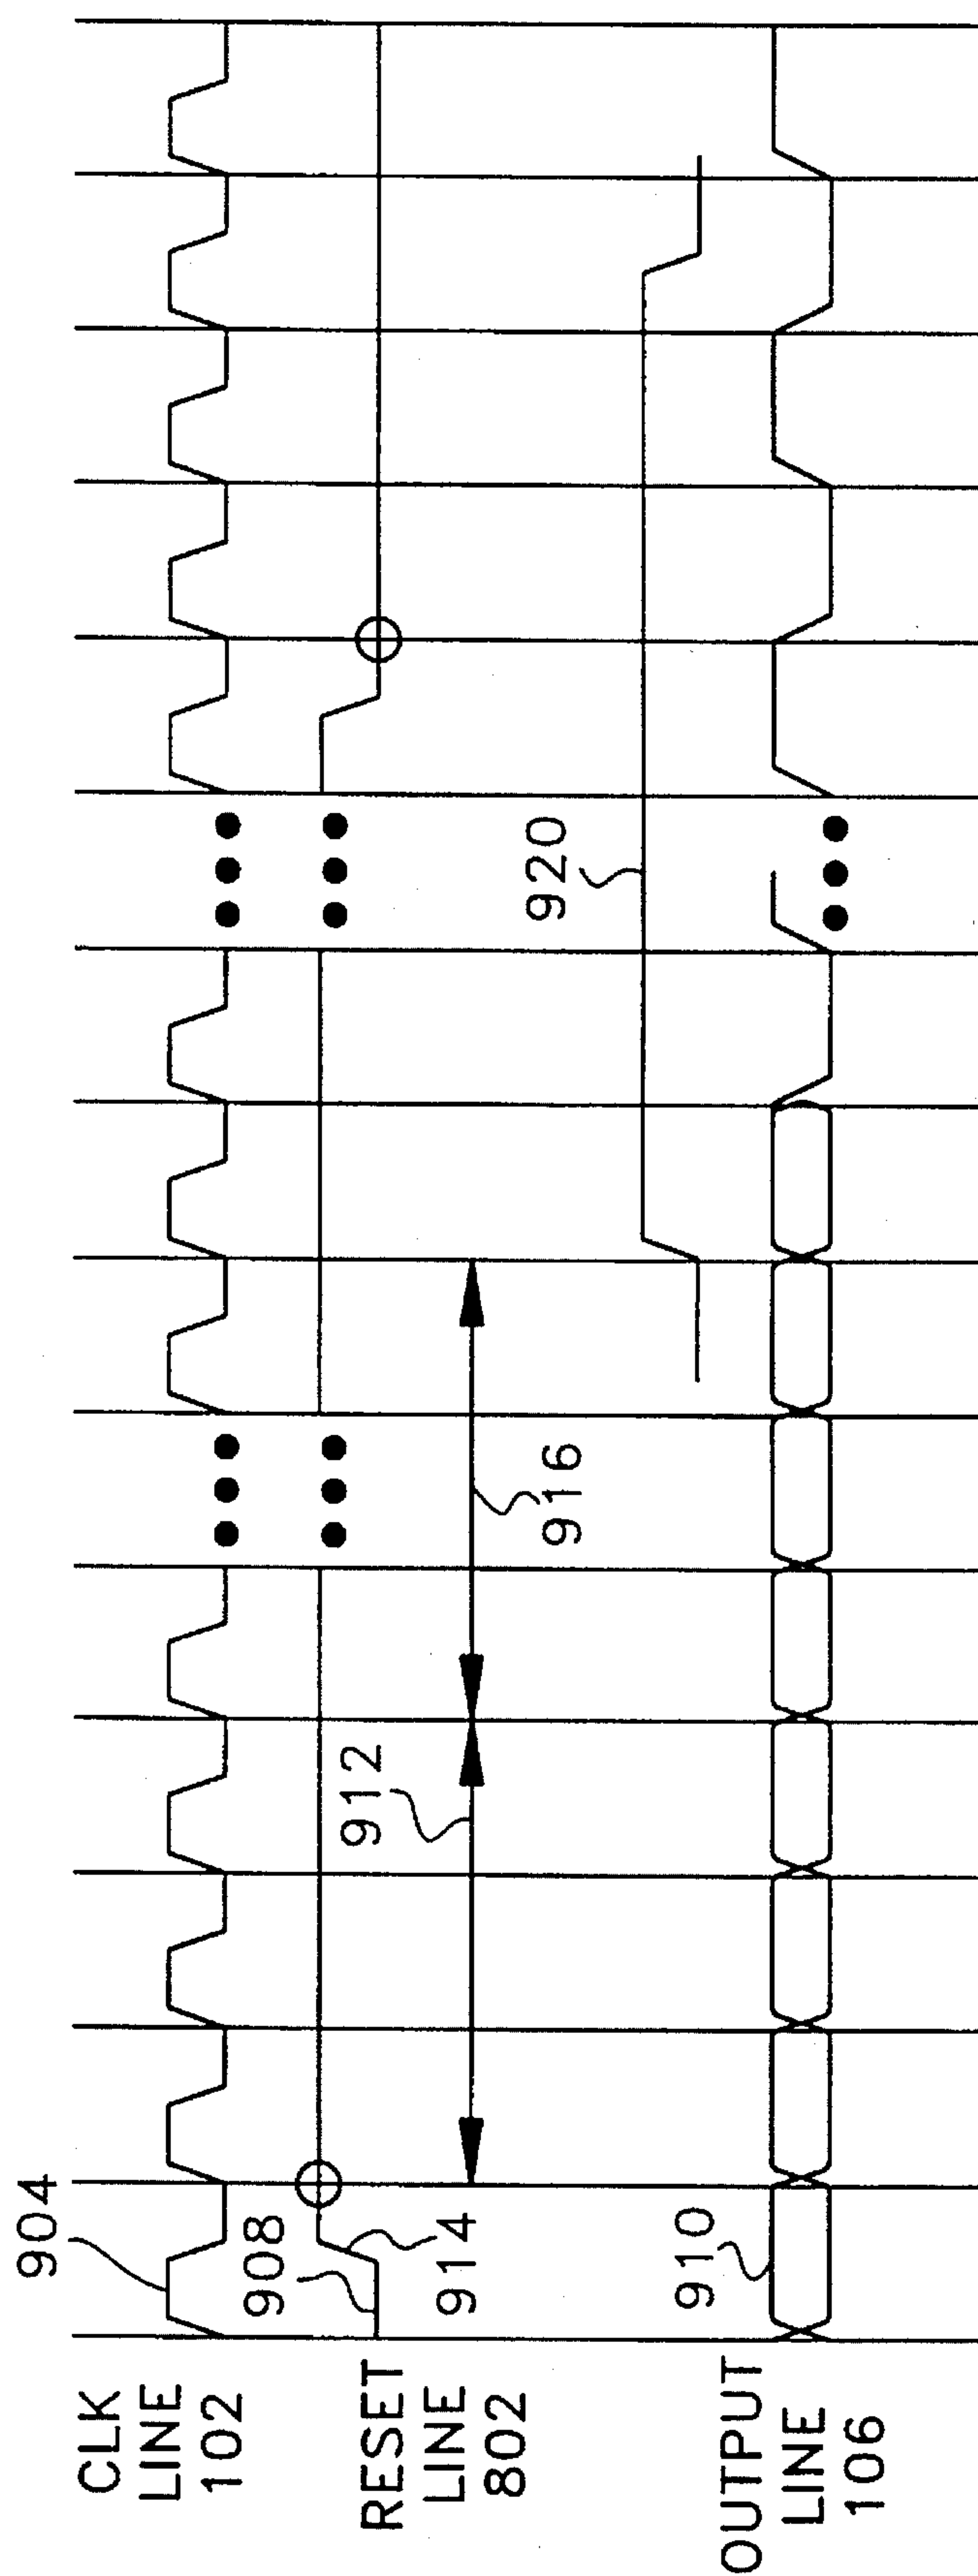 904
CLK
LINE
102
908
914
RESET
LINE
802
912
916
920
910
OUTPUT
LINE
106